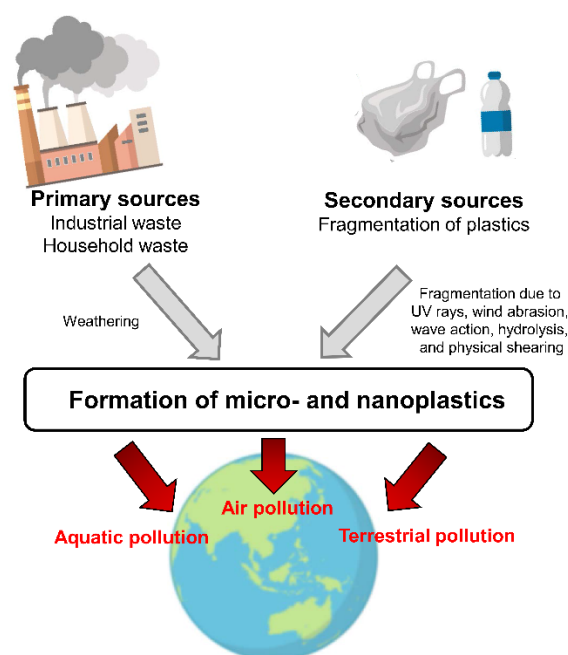 Primary sources
Industrial waste
Household waste
Secondary sources
Fragmentation of plastics
Weathering
Fragmentation due to
UV rays, wind abrasion,
wave action, hydrolysis,
and physical shearing
Formation of micro- and nanoplastics
Aquatic pollution
Air pollution
Terrestrial pollution